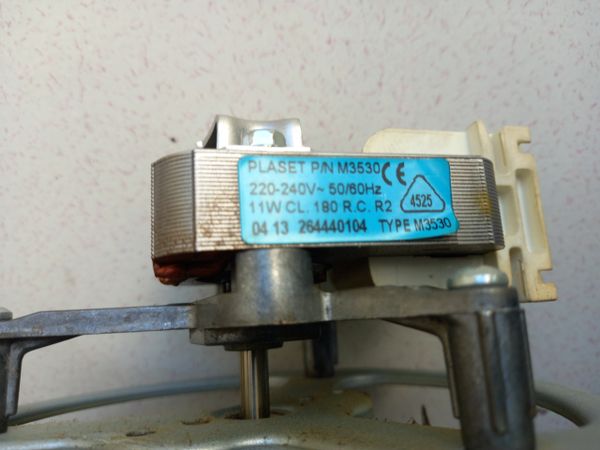 PLASET P/N M3530 CE
220-240V~ 50/60Hz
11W CL. 180 R.C. R2
4525
04 13 264440104 TYPE M3530